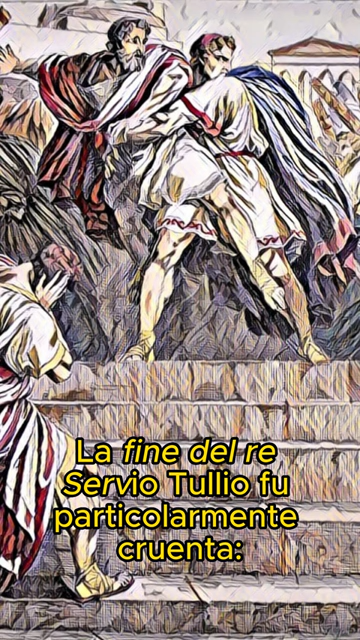 La fine del re
Servio Tullio fu
particolarmente
cruenta: